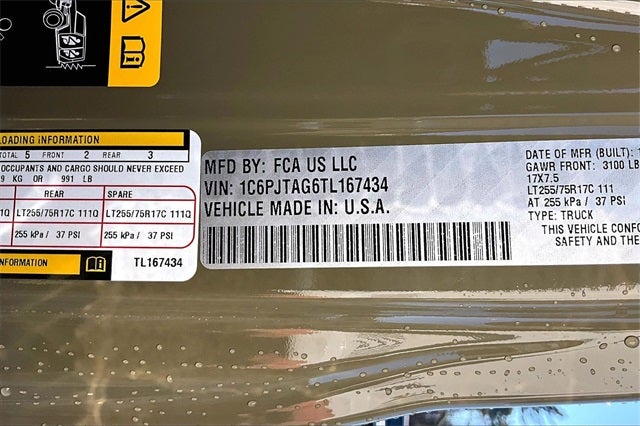 LOADING INFORMATION
TOTAL 5 FRONT 2 REAR 3
OCCUPANTS AND CARGO SHOULD NEVER EXCEED
9 KG OR 991 LB
REAR SPARE
LT255/75R17C 111Q LT255/75R17C 111Q
255 kPa / 37 PSI 255 kPa / 37 PSI
INFORMATION
TL167434
MFD BY: FCA US LLC
VIN: 1C6PJTAG6TL167434
VEHICLE MADE IN: U.S.A.
DATE OF MFR (BUILT):
GAWR FRONT: 3100 LB
17X7.5
LT255/75R17C 111
AT 255 kPa / 37 PSI
TYPE: TRUCK
THIS VEHICLE CONFO
SAFETY AND THE